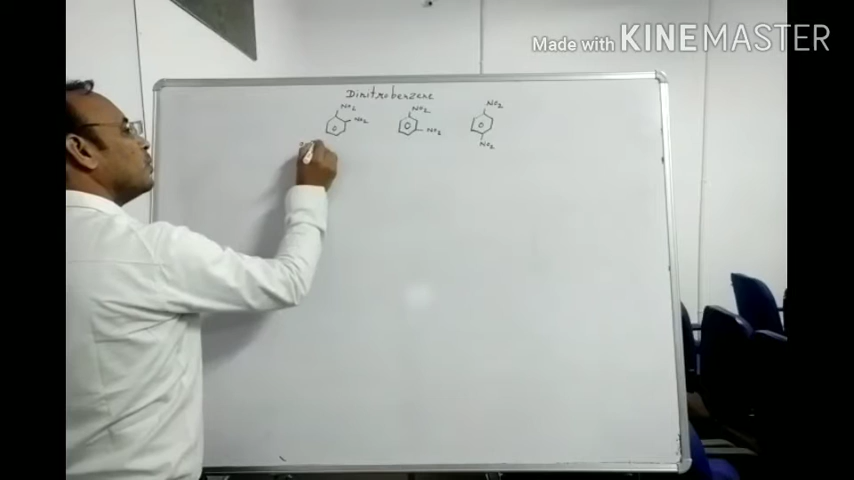 Made with KINEMASTER
Dinitrobenzene
NO2 NO2 NO2
NO2 NO2
NO2